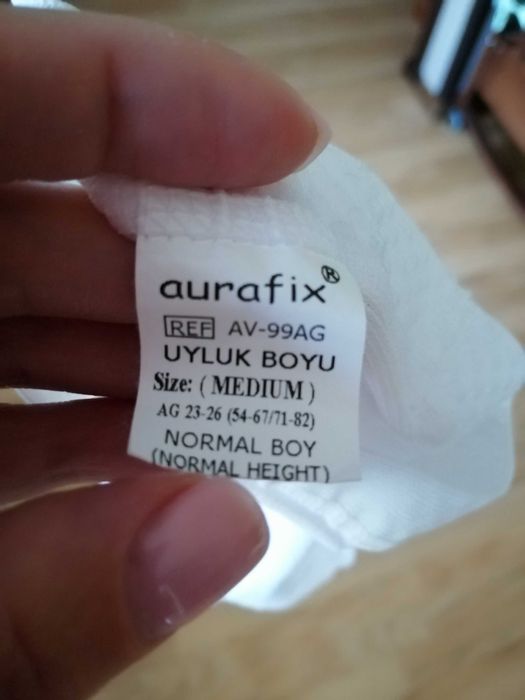 aurafix®
REF AV-99AG
UYLUK BOYU
Size: ( MEDIUM )
AG 23-26 (54-67/71-82)
NORMAL BOY
(NORMAL HEIGHT)